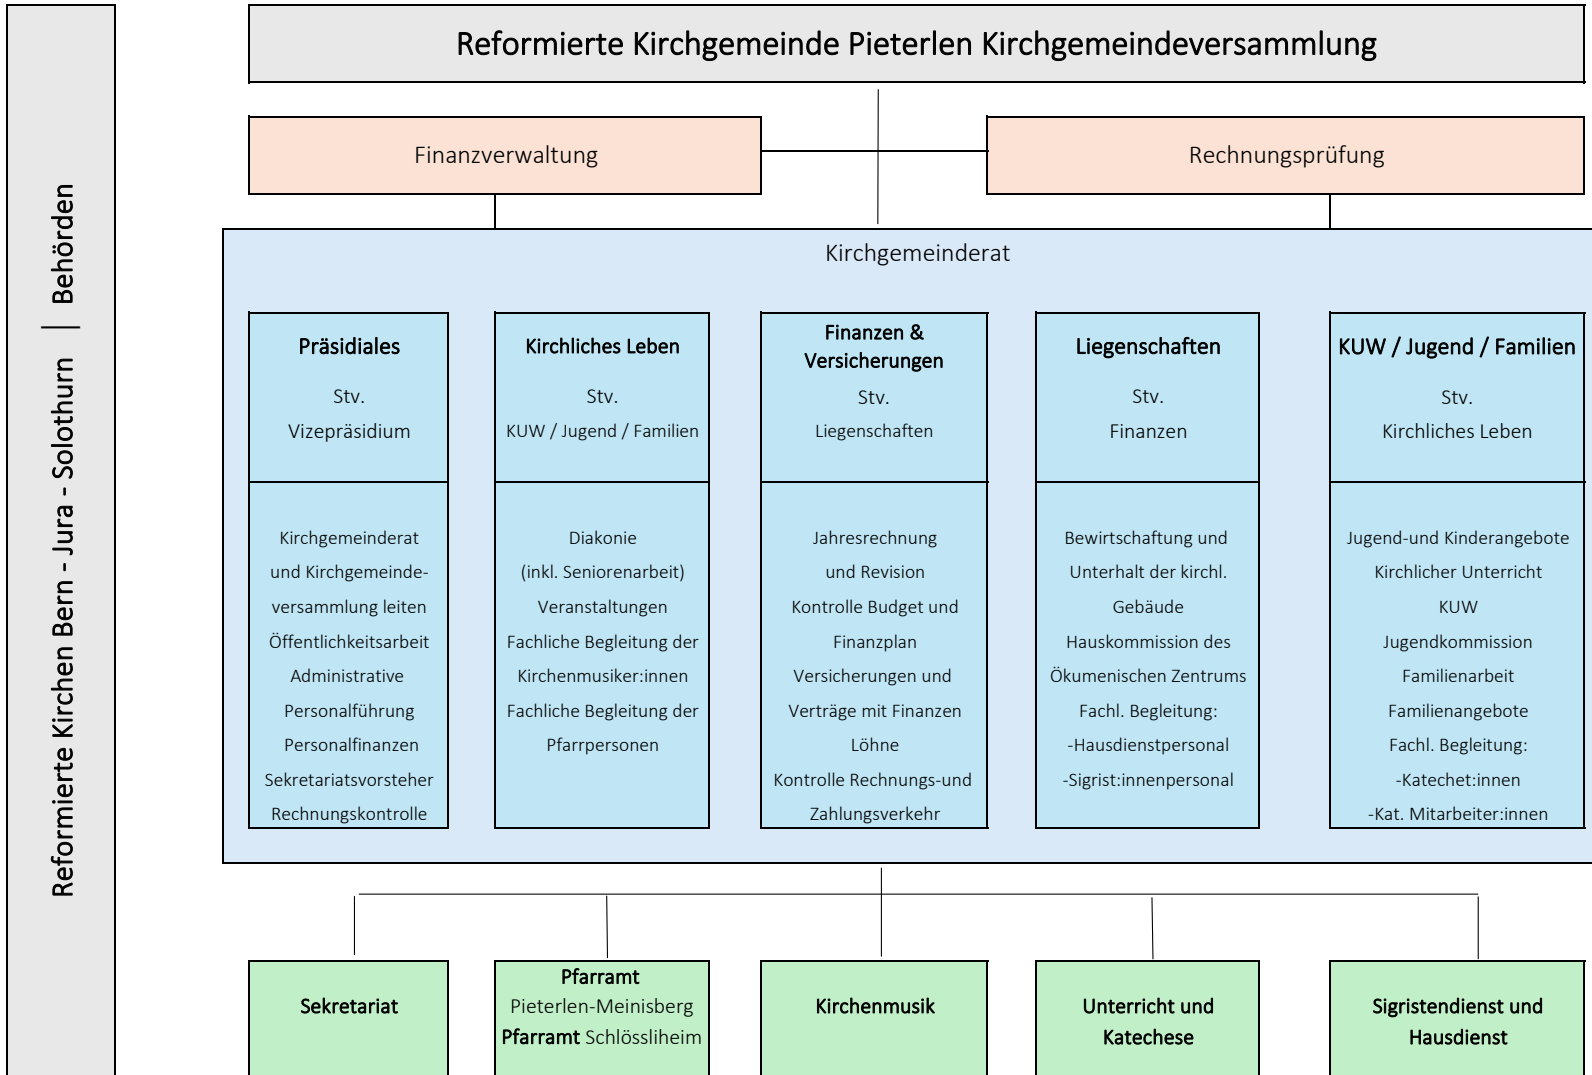 Reformierte Kirchen Bern - Jura - Solothurn | Behörden
Reformierte Kirchgemeinde Pieterlen Kirchgemeindeversammlung
Finanzverwaltung
Rechnungsprüfung
Kirchgemeinderat
Präsidiales
Stv.
Vizepräsidium
Kirchgemeinderat
und Kirchgemeinde-
versammlung leiten
Öffentlichkeitsarbeit
Administrative
Personalführung
Personalfinanzen
Sekretariatsvorsteher
Rechnungskontrolle
Kirchliches Leben
Stv.
KUW / Jugend / Familien
Diakonie
(inkl. Seniorenarbeit)
Veranstaltungen
Fachliche Begleitung der
Kirchenmusiker:innen
Fachliche Begleitung der
Pfarrpersonen
Finanzen &
Versicherungen
Stv.
Liegenschaften
Jahresrechnung
und Revision
Kontrolle Budget und
Finanzplan
Versicherungen und
Verträge mit Finanzen
Löhne
Kontrolle Rechnungs-und
Zahlungsverkehr
Liegenschaften
Stv.
Finanzen
Bewirtschaftung und
Unterhalt der kirchl.
Gebäude
Hauskommission des
Ökumenischen Zentrums
Fachl. Begleitung:
-Hausdienstpersonal
-Sigrist:innenpersonal
KUW / Jugend / Familien
Stv.
Kirchliches Leben
Jugend-und Kinderangebote
Kirchlicher Unterricht
KUW
Jugendkommission
Familienarbeit
Familienangebote
Fachl. Begleitung:
-Katechet:innen
-Kat. Mitarbeiter:innen
Sekretariat
Pfarramt
Pieterlen-Meinisberg
Pfarramt Schlössliheim
Kirchenmusik
Unterricht und
Katechese
Sigristendienst und
Hausdienst